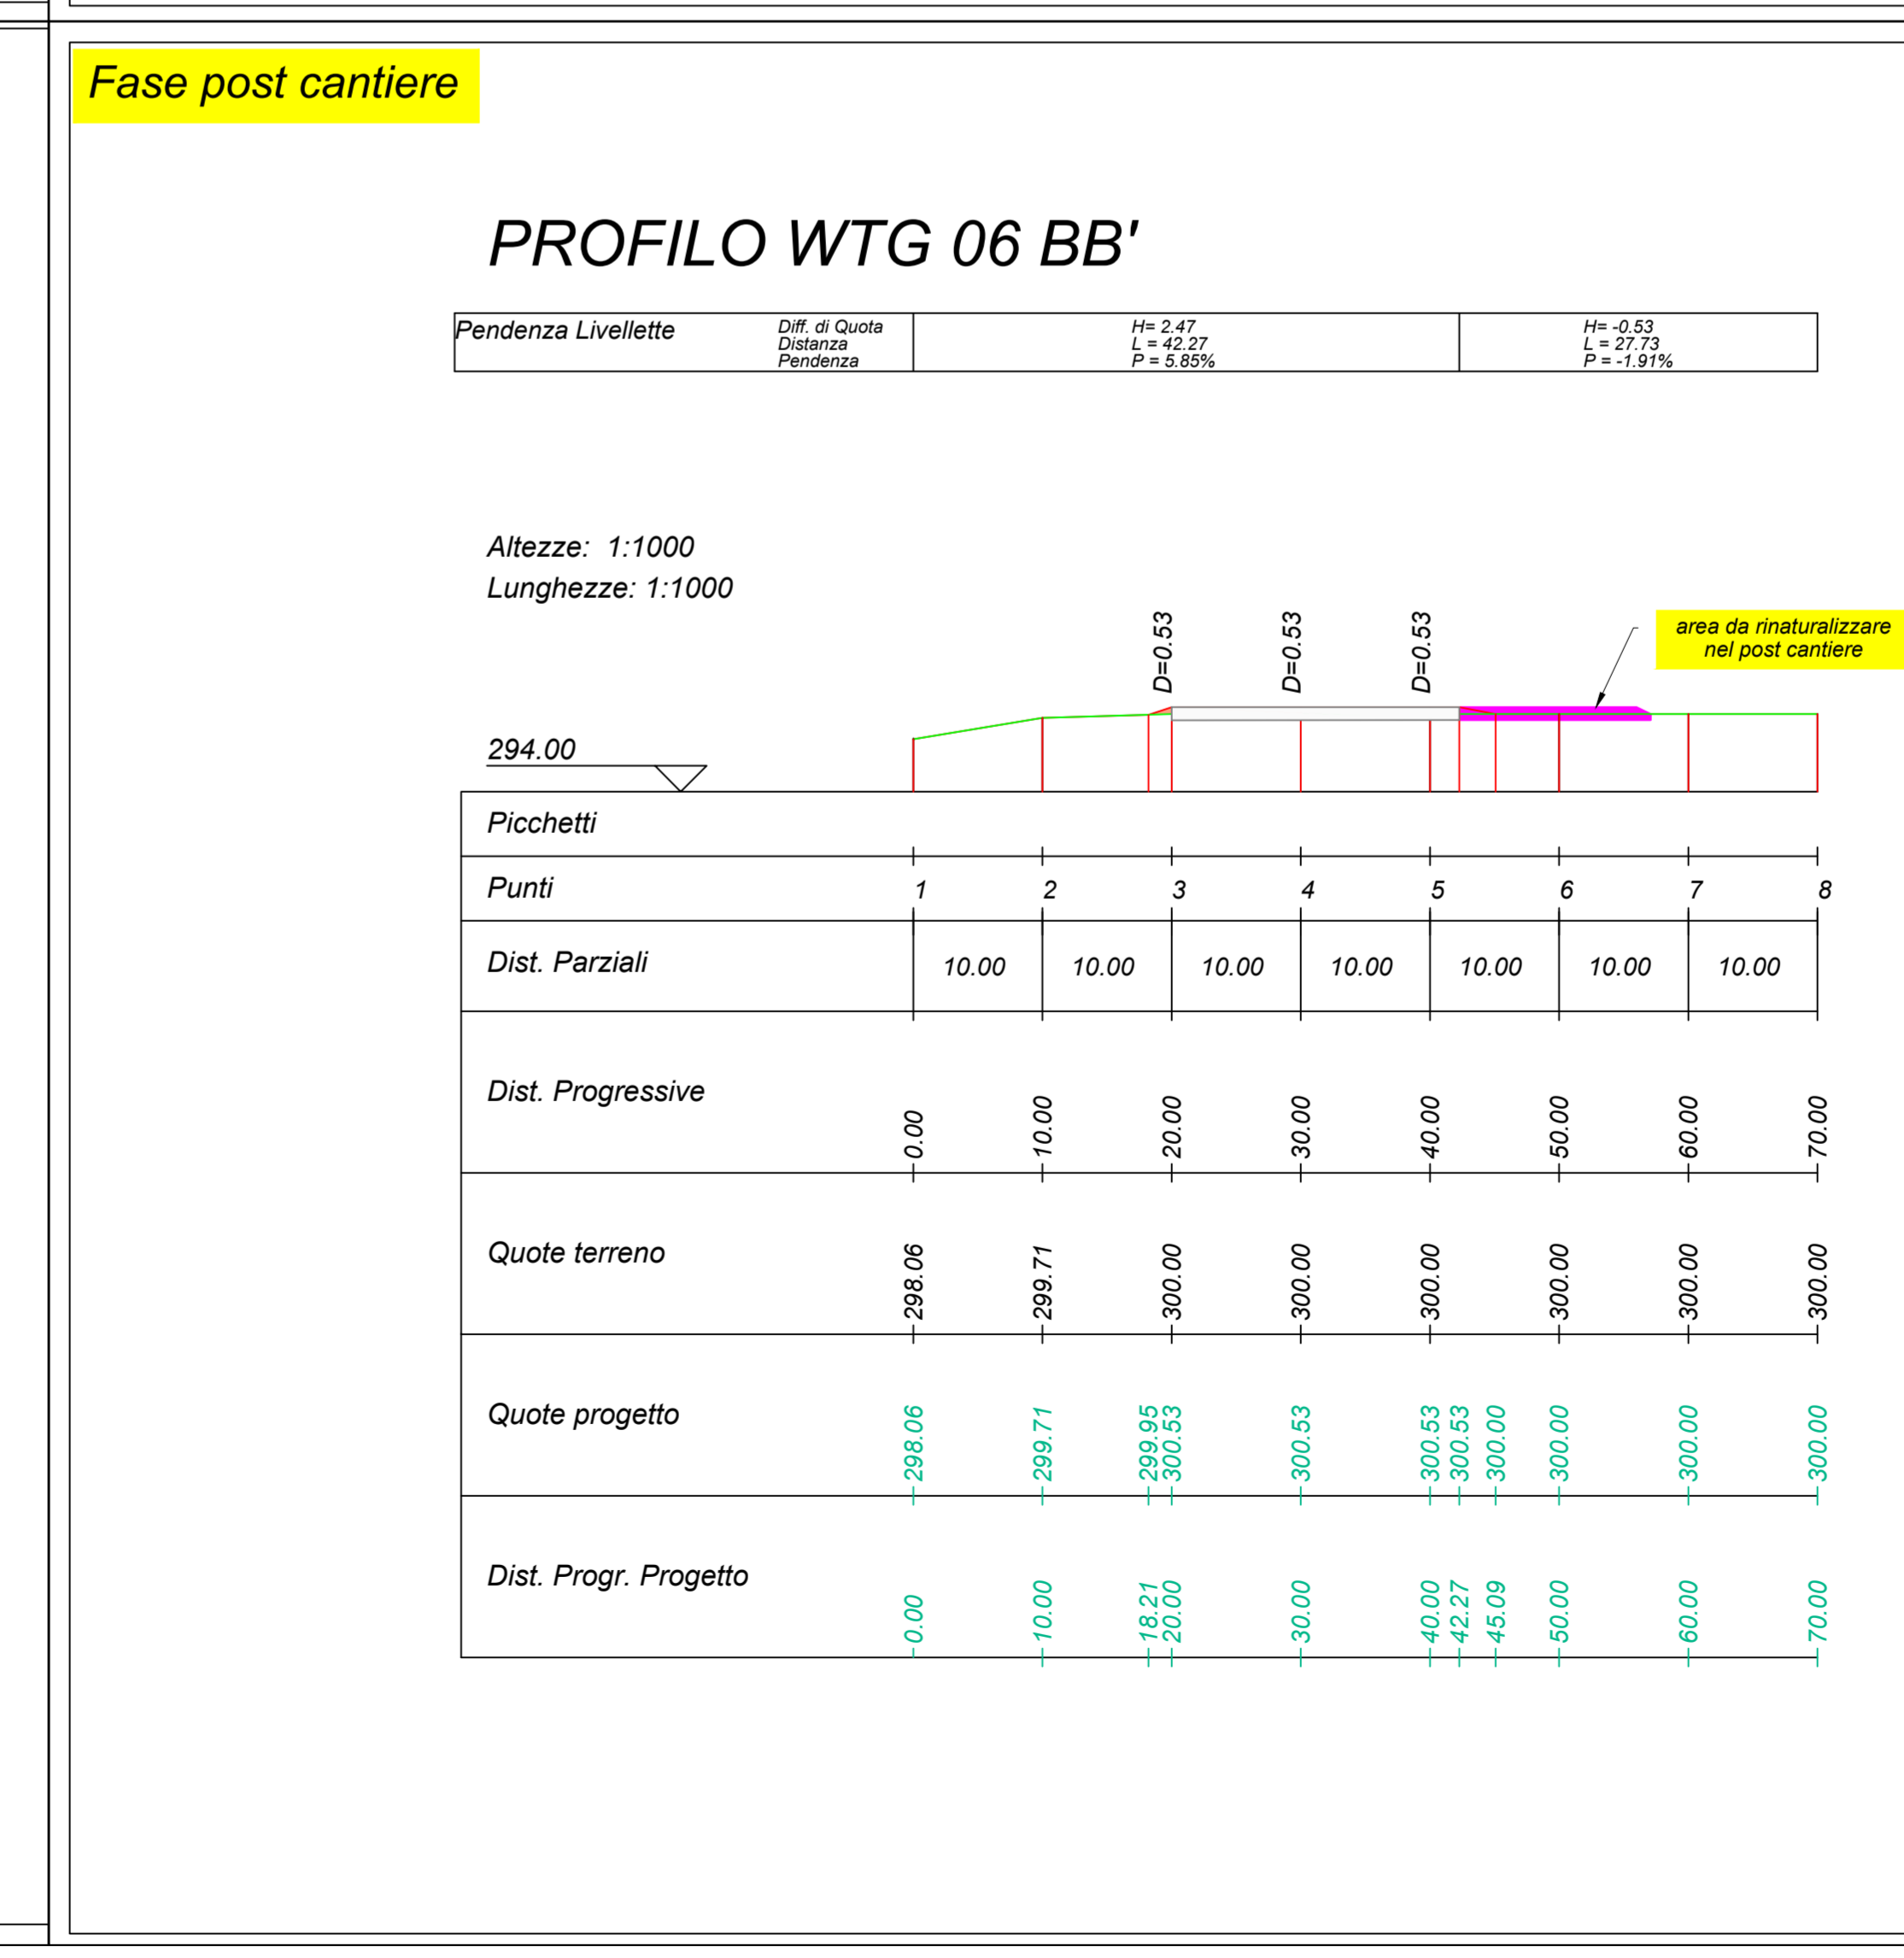 Fase post cantiere
PROFILO WTG 06 BB'
Pendenza Livellette
Diff. di Quota
Distanza
Pendenza
H= 2.47
L = 42.27
P = 5.85%
H= -0.53
L = 27.73
P = -1.91%
Altezze: 1:1000
Lunghezze: 1:1000
D=0.53
D=0.53
D=0.53
area da rinaturalizzare
nel post cantiere
294.00
Picchetti
Punti 1 2 3 4 5 6 7 8
Dist. Parziali 10.00 10.00 10.00 10.00 10.00 10.00 10.00
Dist. Progressive 0.00 10.00 20.00 30.00 40.00 50.00 60.00 70.00
Quote terreno 298.06 299.71 300.00 300.00 300.00 300.00 300.00 300.00
Quote progetto 298.06 299.71 299.95 300.53 300.53 300.53 300.53 300.00 300.00 300.00 300.00
Dist. Progr. Progetto 0.00 10.00 18.21 20.00 30.00 40.00 42.27 45.09 50.00 60.00 70.00